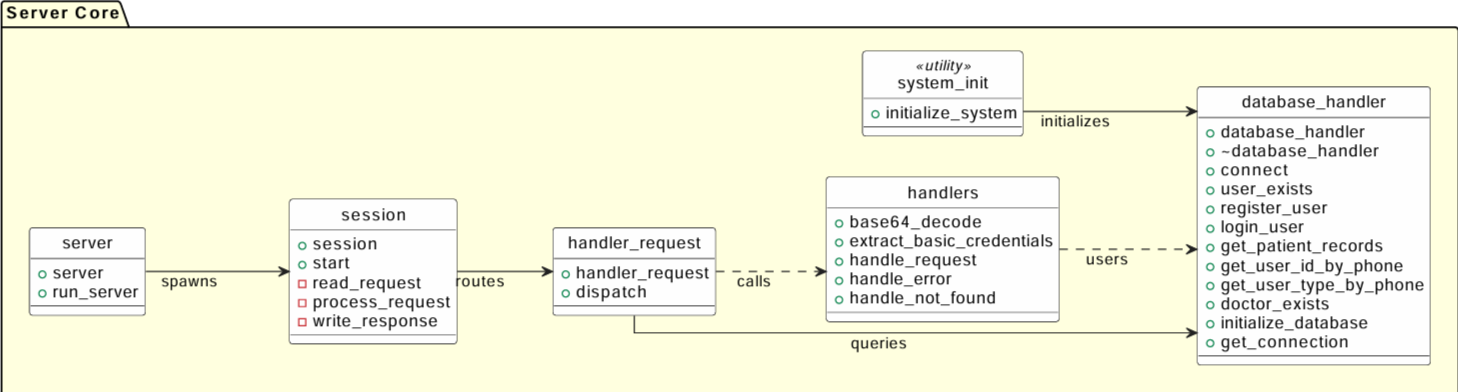 Server Core
«utility»
system_init
initialize_system
initializes
database_handler
database_handler
~database_handler
connect
user_exists
register_user
login_user
get_patient_records
get_user_id_by_phone
get_user_type_by_phone
doctor_exists
initialize_database
get_connection
handlers
base64_decode
extract_basic_credentials
handle_request
handle_error
handle_not_found
users
session
session
start
read_request
process_request
write_response
routes
server
server
run_server
spawns
handler_request
handler_request
dispatch
calls
queries